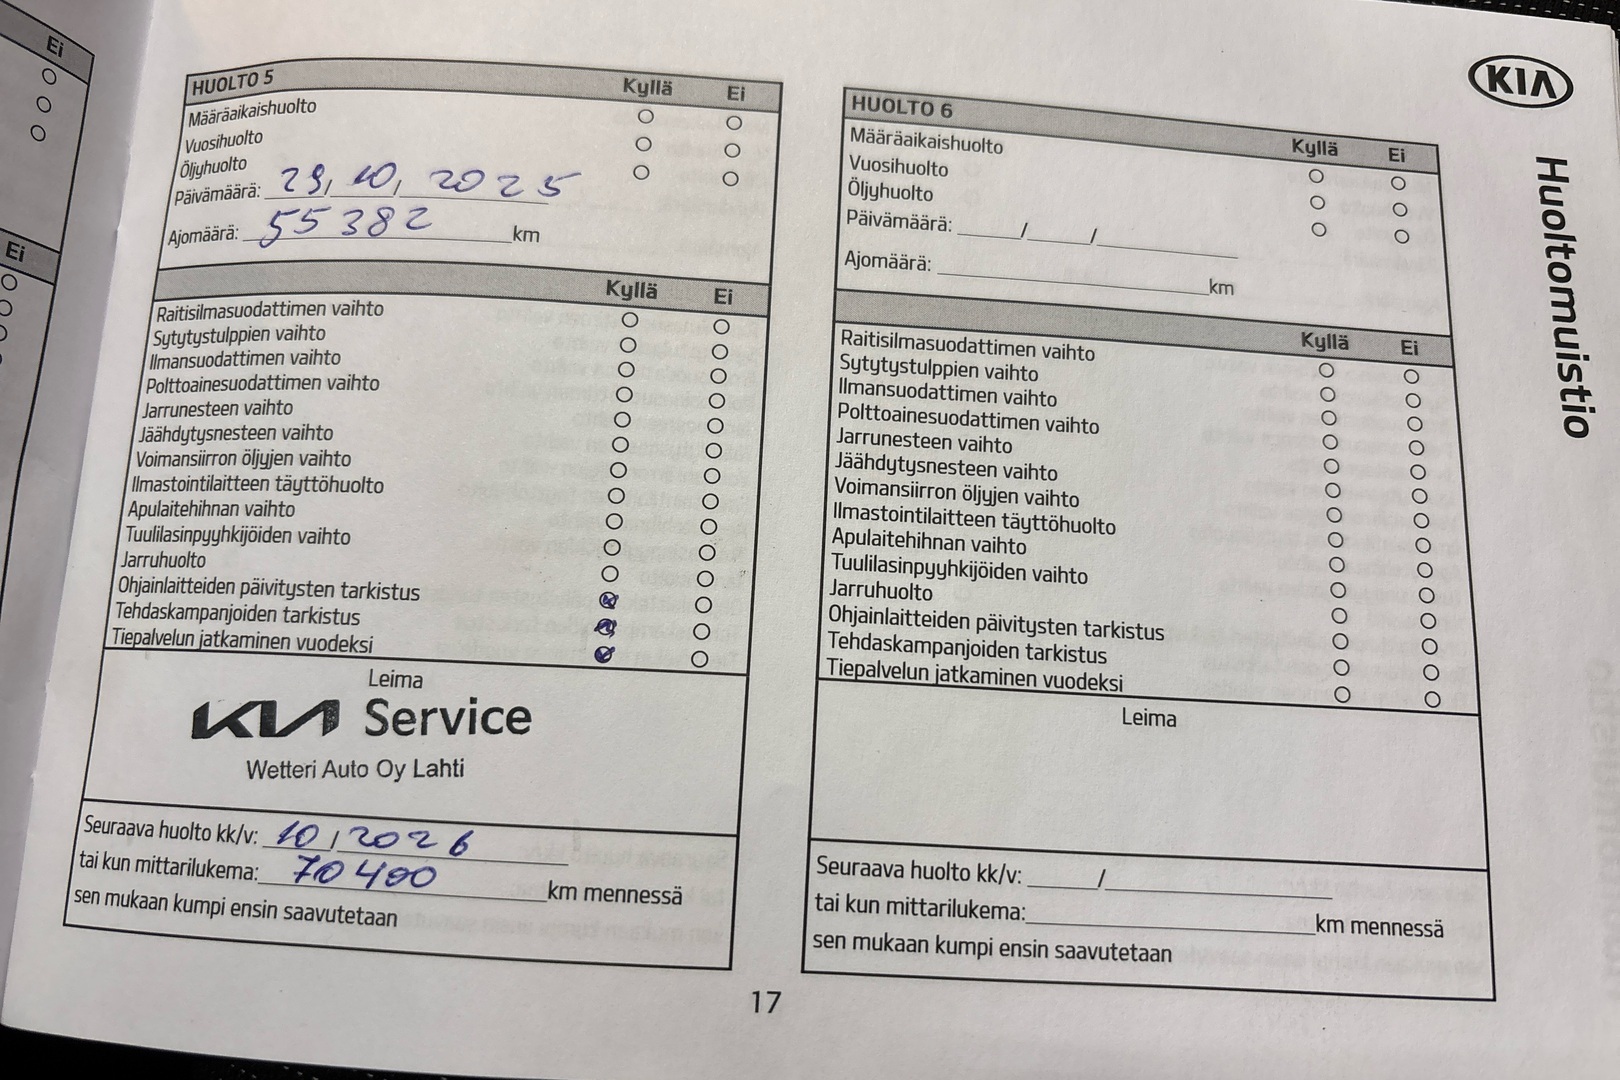 Ei
Ei
HUOLTO 5 Kyllä Ei
Määräaikaishuolto
Vuosihuolto
Öljyhuolto
Päivämäärä: 29, 10, 2025
Ajomäärä: 55 382 km
Kyllä Ei
Raitisilmasuodattimen vaihto
Sytytystulppien vaihto
Ilmansuodattimen vaihto
Polttoainesuodattimen vaihto
Jarrunesteen vaihto
Jäähdytysnesteen vaihto
Voimansiirron öljyjen vaihto
Ilmastointilaitteen täyttöhuolto
Apulaitehihnan vaihto
Tuulilasinpyyhkijöiden vaihto
Jarruhuolto
Ohjainlaitteiden päivitysten tarkistus
Tehdaskampanjoiden tarkistus
Tiepalvelun jatkaminen vuodeksi
Leima
KIA Service
Wetteri Auto Oy Lahti
Seuraava huolto kk/v: 10 / 2026
tai kun mittarilukema: 70 400 km mennessä
sen mukaan kumpi ensin saavutetaan
HUOLTO 6 Kyllä Ei
Määräaikaishuolto
Vuosihuolto
Öljyhuolto
Päivämäärä: / /
Ajomäärä: km
Kyllä Ei
Raitisilmasuodattimen vaihto
Sytytystulppien vaihto
Ilmansuodattimen vaihto
Polttoainesuodattimen vaihto
Jarrunesteen vaihto
Jäähdytysnesteen vaihto
Voimansiirron öljyjen vaihto
Ilmastointilaitteen täyttöhuolto
Apulaitehihnan vaihto
Tuulilasinpyyhkijöiden vaihto
Jarruhuolto
Ohjainlaitteiden päivitysten tarkistus
Tehdaskampanjoiden tarkistus
Tiepalvelun jatkaminen vuodeksi
Leima
Seuraava huolto kk/v: /
tai kun mittarilukema: km mennessä
sen mukaan kumpi ensin saavutetaan
KIA
Huoltomuistio
17